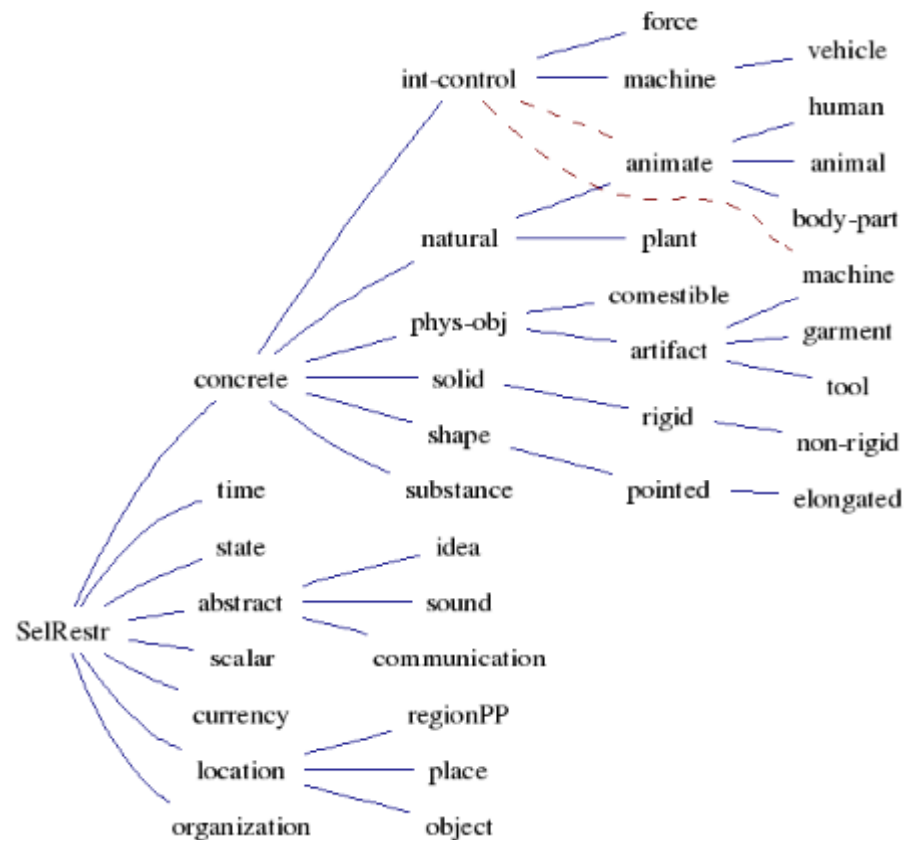 force
vehicle
int-control
machine
human
animate
animal
body-part
natural
plant
machine
comestible
phys-obj
garment
artifact
concrete
solid
tool
rigid
shape
non-rigid
time
substance
pointed
elongated
state
idea
abstract
sound
SelRestr
scalar
communication
currency
regionPP
location
place
organization
object